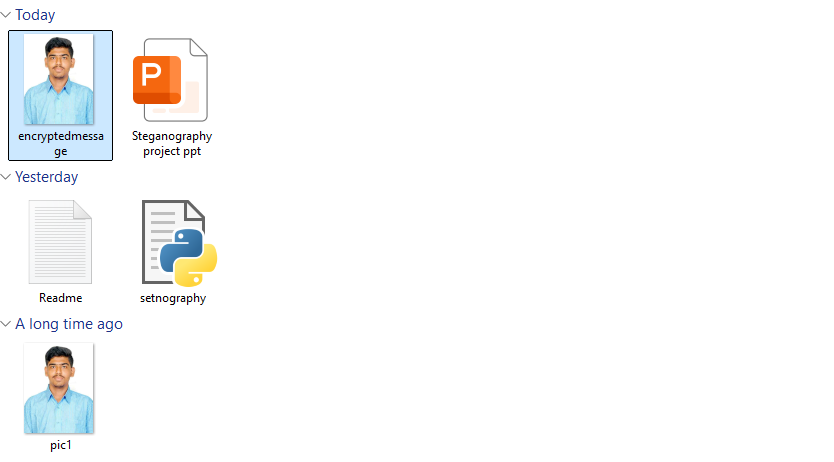 Today
encryptedmessa
ge
Steganography
project ppt
Yesterday
Readme
setnography
A long time ago
pic1